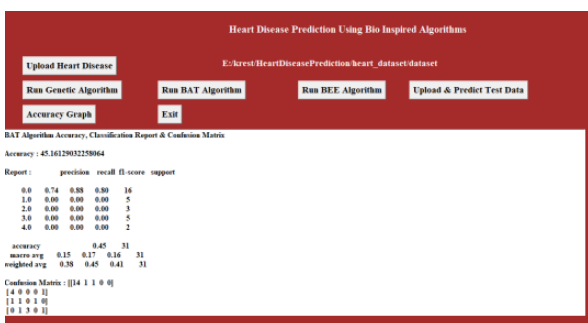 Heart Disease Prediction Using Bio Inspired Algorithms
Upload Heart Disease E:/krest/HeartDiseasePrediction/heart_dataset/dataset
Run Genetic Algorithm Run BAT Algorithm Run BEE Algorithm Upload & Predict Test Data
Accuracy Graph Exit
BAT Algorithm Accuracy, Classification Report & Confusion Matrix
Accuracy : 45.16129032258064
Report : precision recall f1-score support
0.0 0.74 0.88 0.80 16
1.0 0.00 0.00 0.00 5
2.0 0.00 0.00 0.00 3
3.0 0.00 0.00 0.00 5
4.0 0.00 0.00 0.00 2
accuracy 0.45 31
macro avg 0.15 0.17 0.16 31
weighted avg 0.38 0.45 0.41 31
Confusion Matrix : [[14 1 1 0 0]
[4 0 0 0 1]
[1 1 0 1 0]
[0 1 3 0 1]